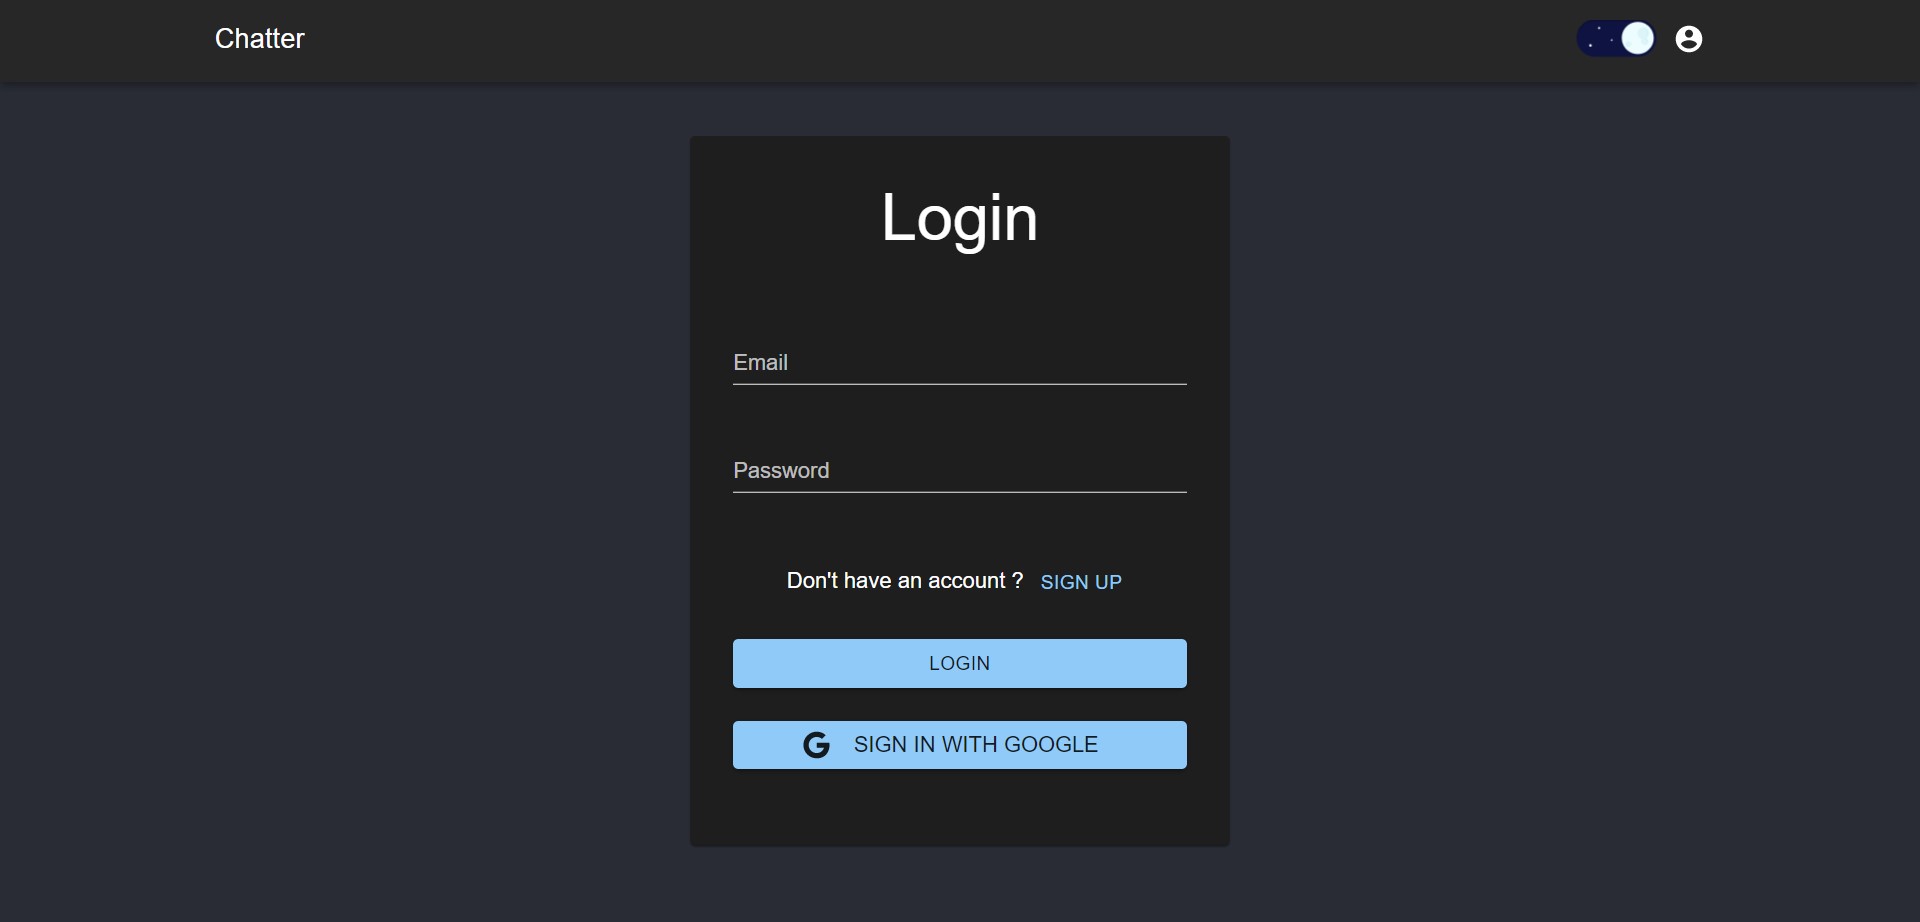 Chatter
Login
Email
Password
Don't have an account ? SIGN UP
LOGIN
SIGN IN WITH GOOGLE